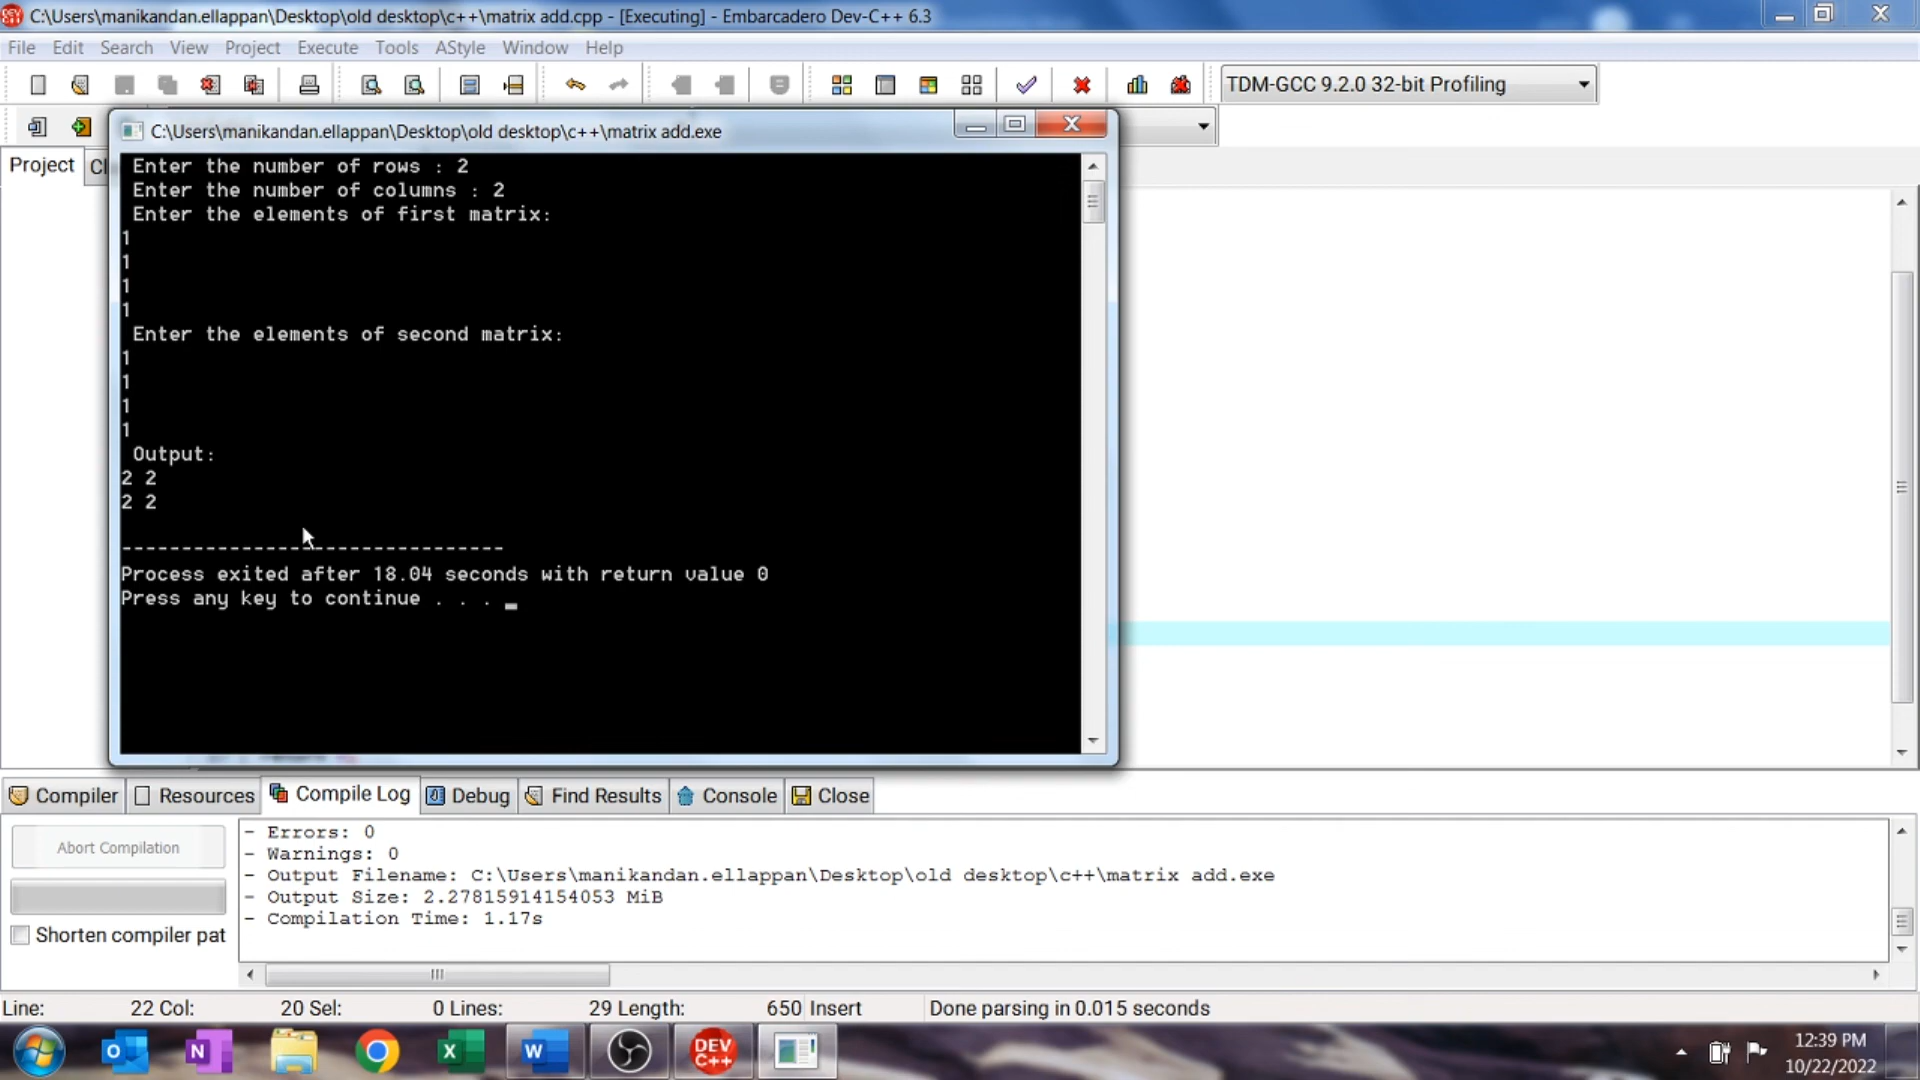 C:\Users\manikandan.ellappan\Desktop\old desktop\c++\matrix add.cpp - [Executing] - Embarcadero Dev-C++ 6.3
File Edit Search View Project Execute Tools AStyle Window Help
TDM-GCC 9.2.0 32-bit Profiling
C:\Users\manikandan.ellappan\Desktop\old desktop\c++\matrix add.exe
Project Cl
Enter the number of rows : 2
Enter the number of columns : 2
Enter the elements of first matrix:
1
1
1
1
Enter the elements of second matrix:
1
1
1
1
Output:
2 2
2 2
--------------------------------
Process exited after 18.04 seconds with return value 0
Press any key to continue . . .
Compiler Resources Compile Log Debug Find Results Console Close
Abort Compilation
Shorten compiler pat
- Errors: 0
- Warnings: 0
- Output Filename: C:\Users\manikandan.ellappan\Desktop\old desktop\c++\matrix add.exe
- Output Size: 2.27815914154053 MiB
- Compilation Time: 1.17s
Line: 22 Col: 20 Sel: 0 Lines: 29 Length: 650 Insert Done parsing in 0.015 seconds
DEV C++
12:39 PM
10/22/2022